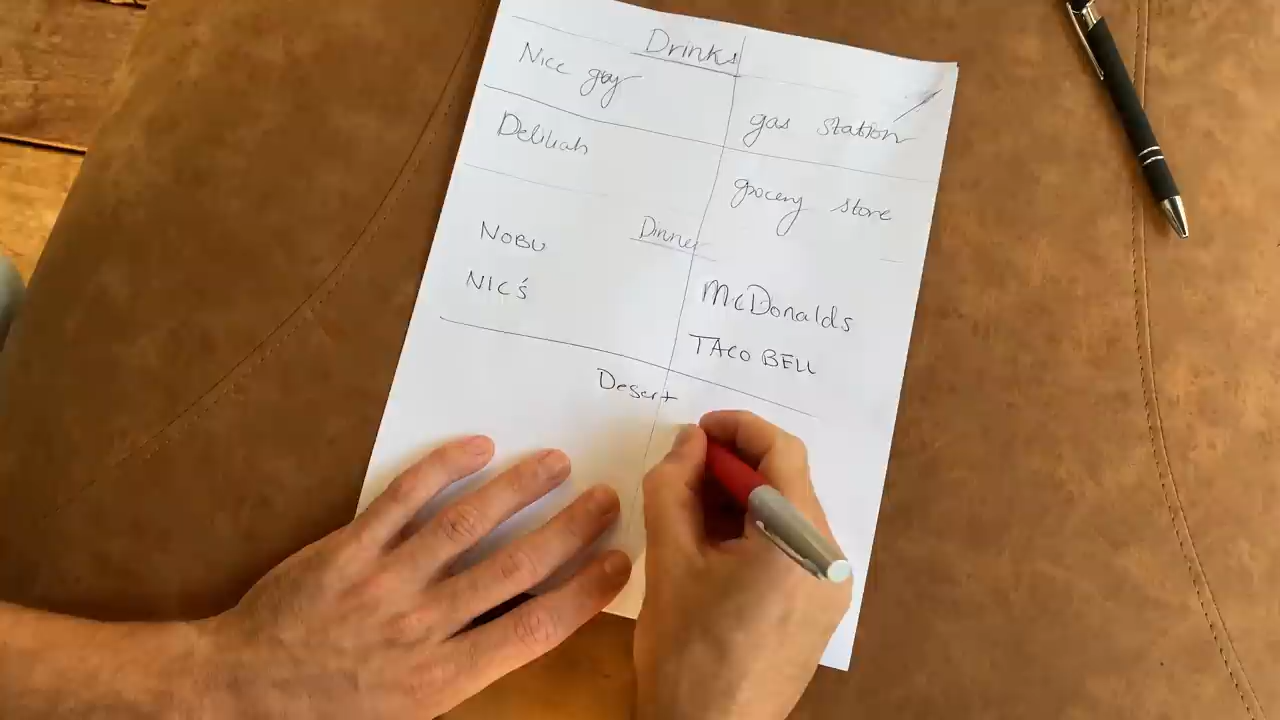 Drinks
Nice guy
gas station
Delilah
grocery store
Dinner
NOBU
NIC's
McDonalds
TACO BELL
Desert